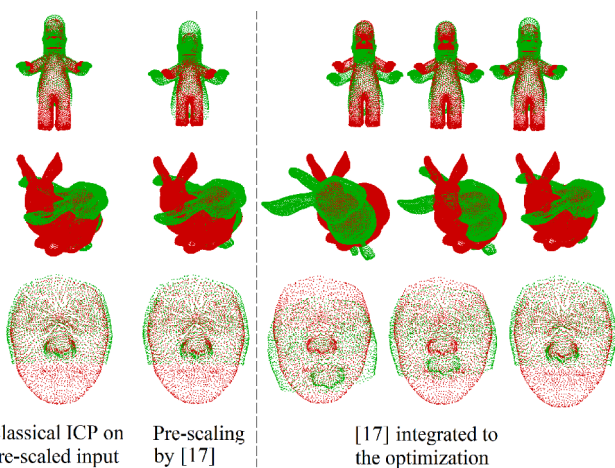 lassical ICP on
re-scaled input
Pre-scaling
by [17]
[17] integrated to
the optimization